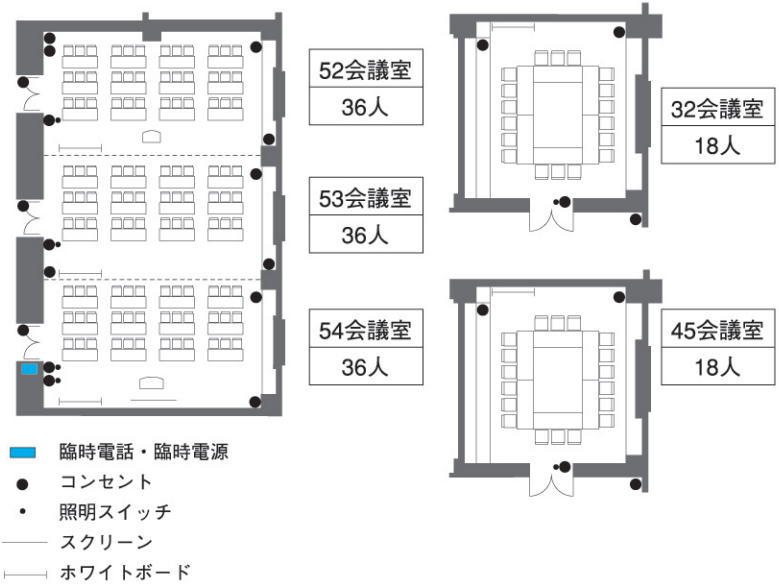 52会議室
36人
53会議室
36人
54会議室
36人
32会議室
18人
45会議室
18人
臨時電話・臨時電源
コンセント
照明スイッチ
スクリーン
ホワイトボード